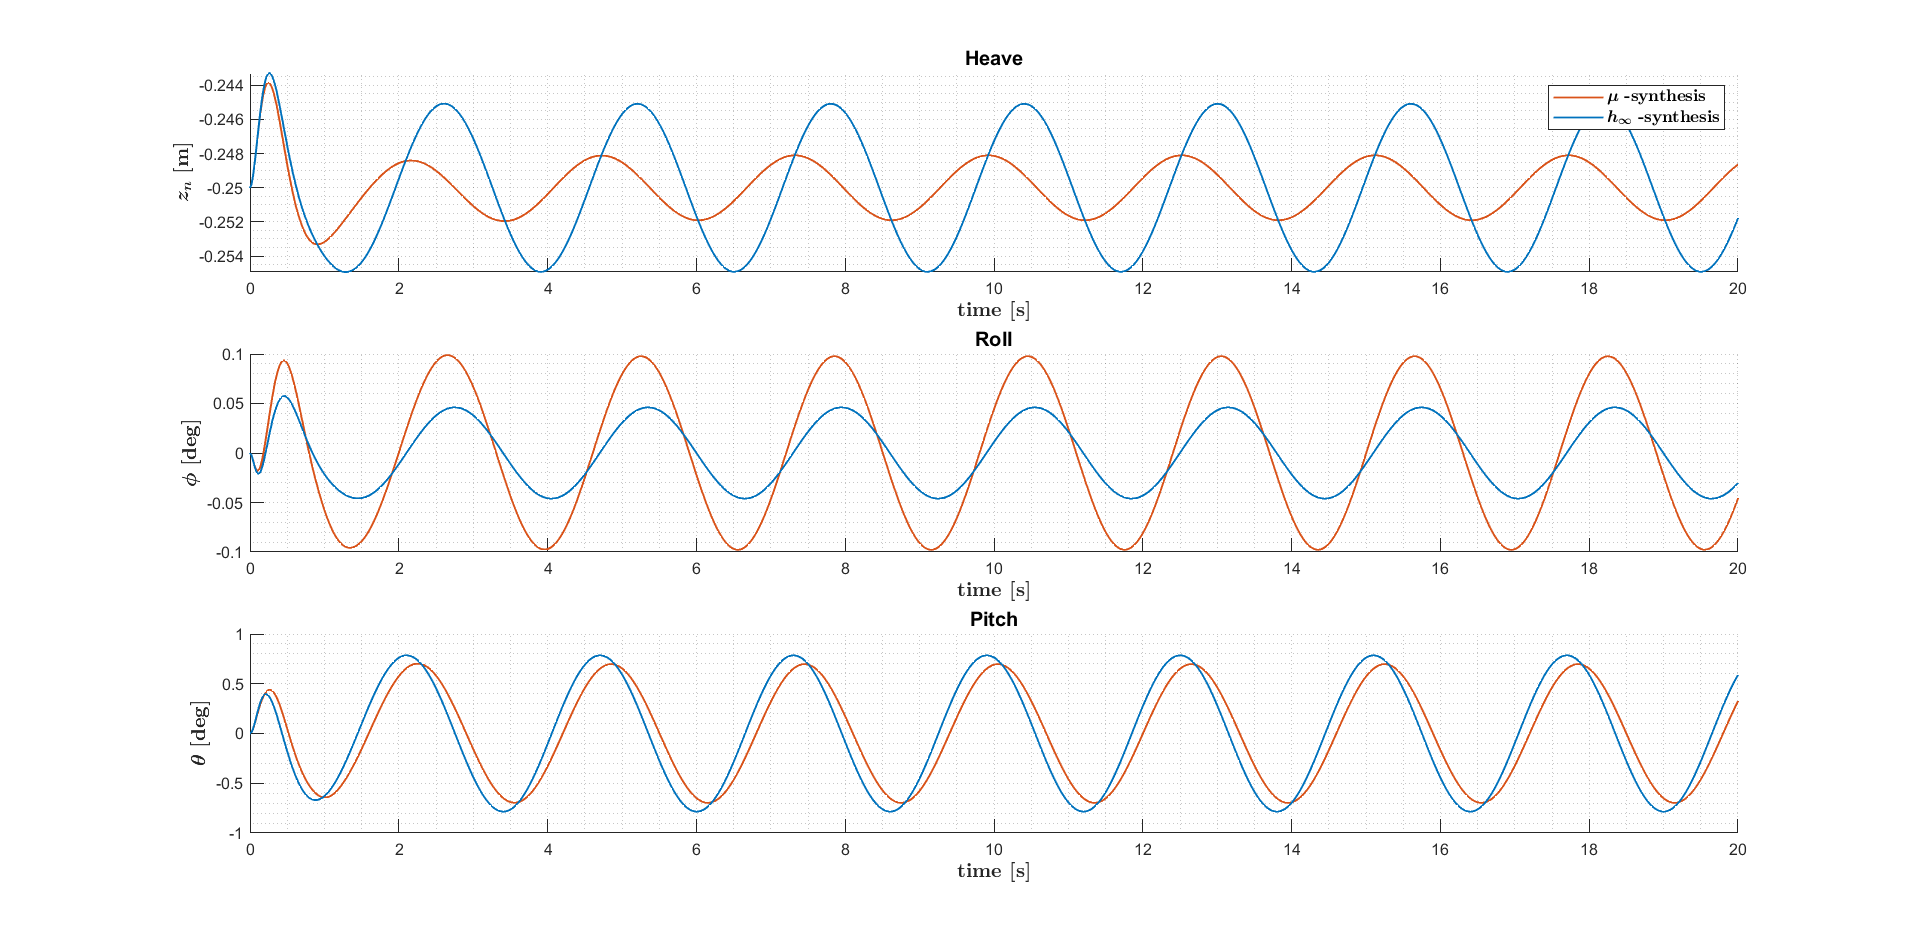 Heave
-0.244
-0.246
-0.248
-0.25
-0.252
-0.254
z_n [m]
μ -synthesis
h_∞ -synthesis
0 2 4 6 8 10 12 14 16 18 20
time [s]
Roll
0.1
0.05
0
-0.05
-0.1
ϕ [deg]
0 2 4 6 8 10 12 14 16 18 20
time [s]
Pitch
1
0.5
0
-0.5
-1
θ [deg]
0 2 4 6 8 10 12 14 16 18 20
time [s]